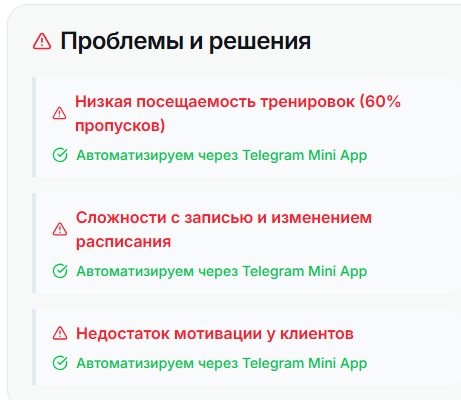 Проблемы и решения
Низкая посещаемость тренировок (60%
пропусков)
Автоматизируем через Telegram Mini App
Сложности с записью и изменением
расписания
Автоматизируем через Telegram Mini App
Недостаток мотивации у клиентов
Автоматизируем через Telegram Mini App